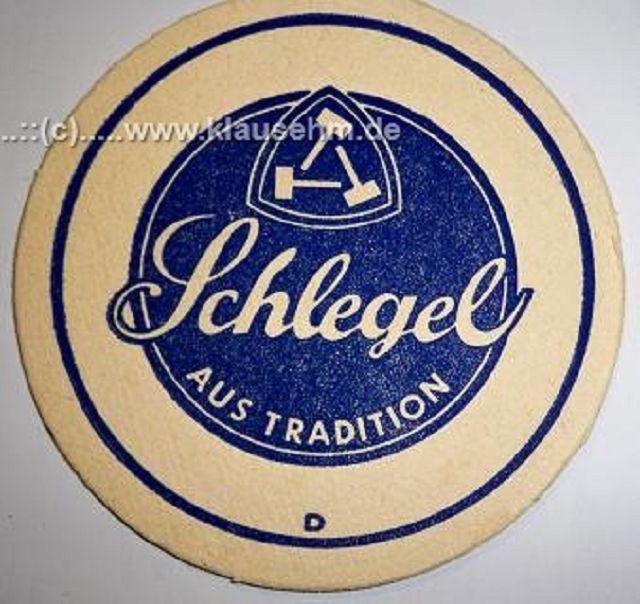 ..::(c).....www.klausehm.de
Schlegel
AUS TRADITION
D